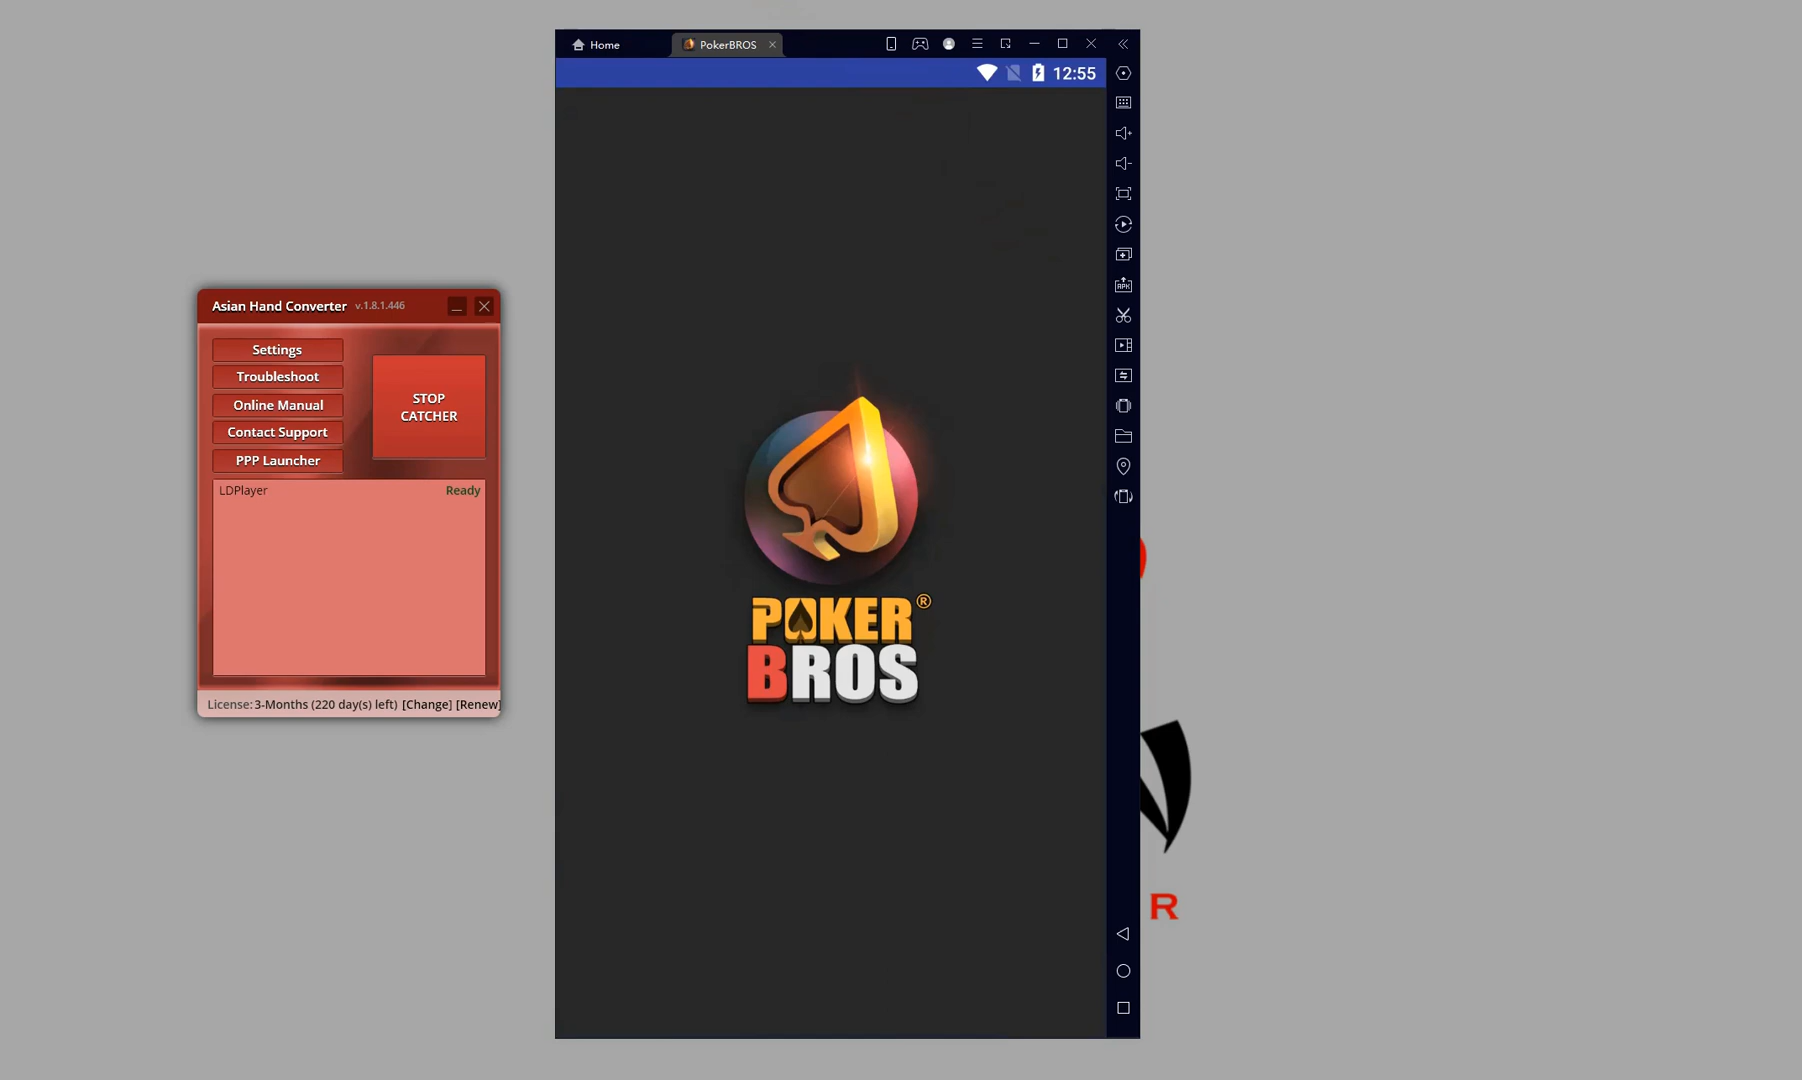 Home
PokerBROS
12:55
APK
Asian Hand Converter v.1.8.1.446
Settings
Troubleshoot
Online Manual
Contact Support
PPP Launcher
STOP
CATCHER
LDPlayer Ready
License: 3-Months (220 day(s) left) [Change] [Renew]
POKER®
BROS
R